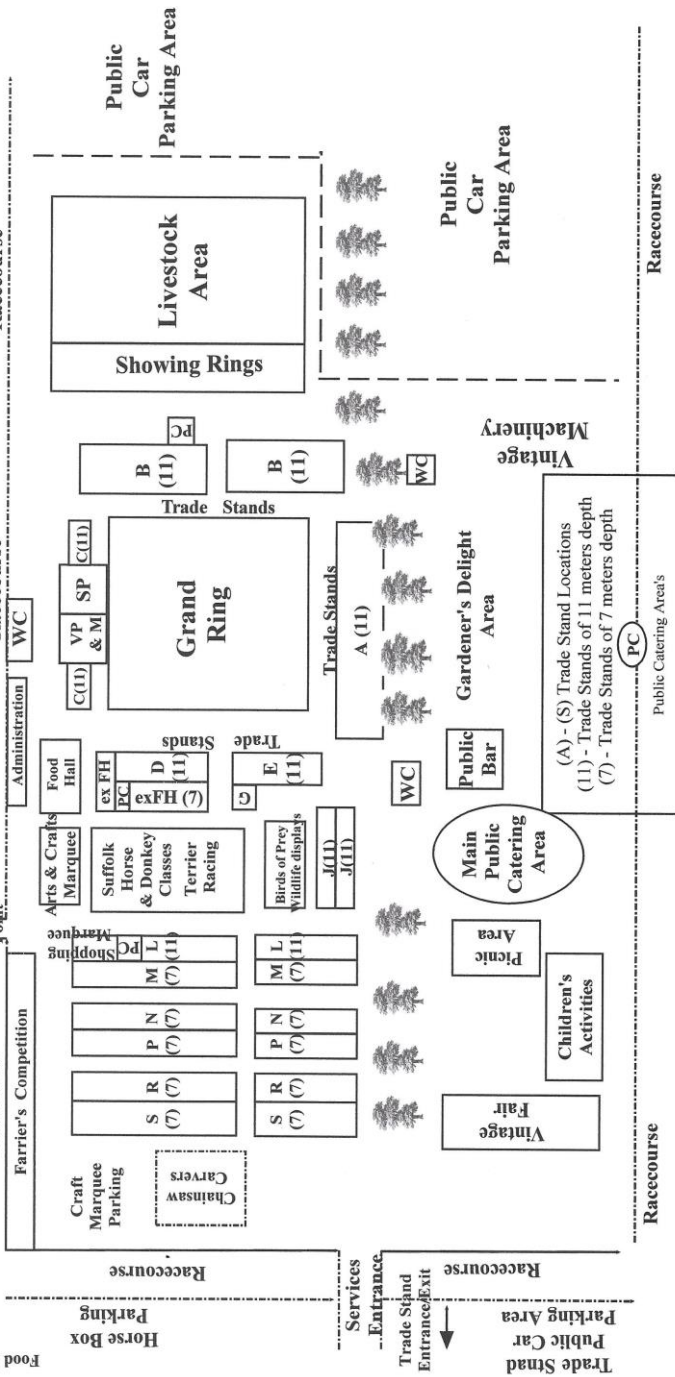 Food
Horse Box
Parking
Racecourse
Services
Entrance
Trade Stand
Entrance/Exit
Racecourse
Trade Stnad
Public Car
Parking Area
Farrier's Competition
Craft
Marquee
Parking
Chainsaw
Carvers
S
(7)
R
(7)
P
(7)
N
(7)
M
(7)
L
(11)
PC
Shopping
Marquee
S
(7)
R
(7)
P
(7)
N
(7)
M
(7)
L
(11)
Arts & Crafts
Marquee
Suffolk
Horse
& Donkey
Classes
Terrier
Racing
Birds of Prey
Wildlife displays
J(11)
J(11)
Administration
Food
Hall
ex FH
PC
D
(11)
exFH (7)
G
E
(11)
Trade Stands
WC
C(11)
VP
& M
SP
C(11)
Grand
Ring
Trade Stands
A (11)
Trade Stands
B
(11)
B
(11)
PC
Showing Rings
Livestock
Area
Public
Car
Parking Area
Public
Car
Parking Area
Vintage
Fair
Children's
Activities
Picnic
Area
Main
Public
Catering
Area
WC
Public
Bar
Gardener's Delight
Area
WC
Vintage
Machinery
Racecourse
Racecourse
(A) - (S) Trade Stand Locations
(11) - Trade Stands of 11 meters depth
(7) - Trade Stands of 7 meters depth
PC
Public Catering Area's